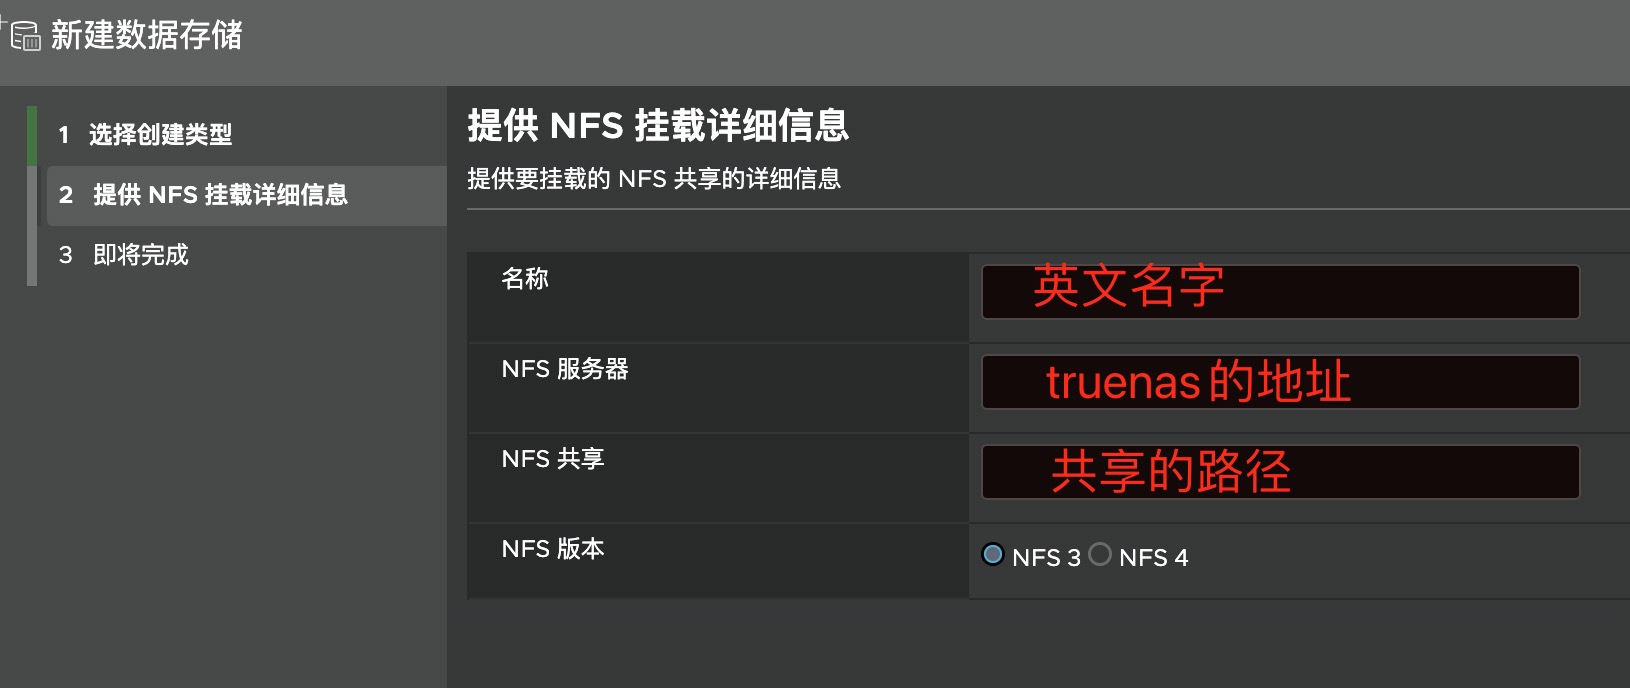 新建数据存储
1 选择创建类型
2 提供 NFS 挂载详细信息
3 即将完成
提供 NFS 挂载详细信息
提供要挂载的 NFS 共享的详细信息
名称 英文名字
NFS 服务器 truenas的地址
NFS 共享 共享的路径
NFS 版本 NFS 3 NFS 4